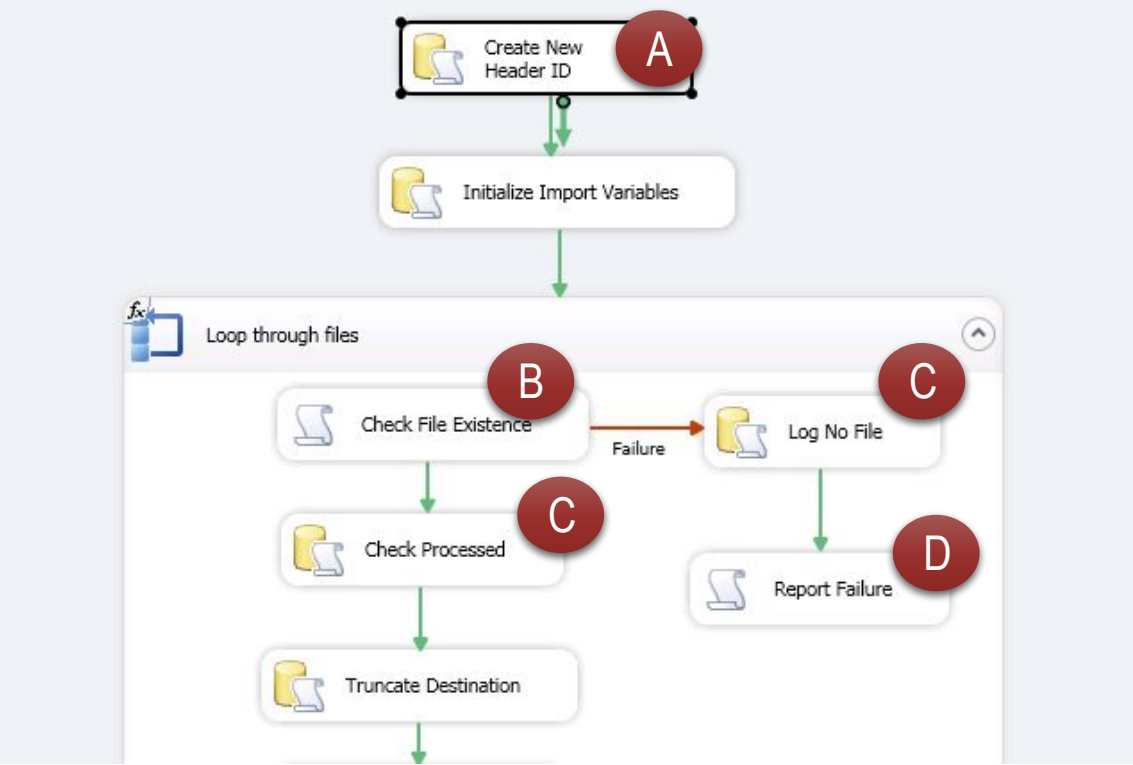 Create New
Header ID
A
Initialize Import Variables
fx
Loop through files
B
C
Check File Existence
Failure
Log No File
C
Check Processed
D
Report Failure
Truncate Destination